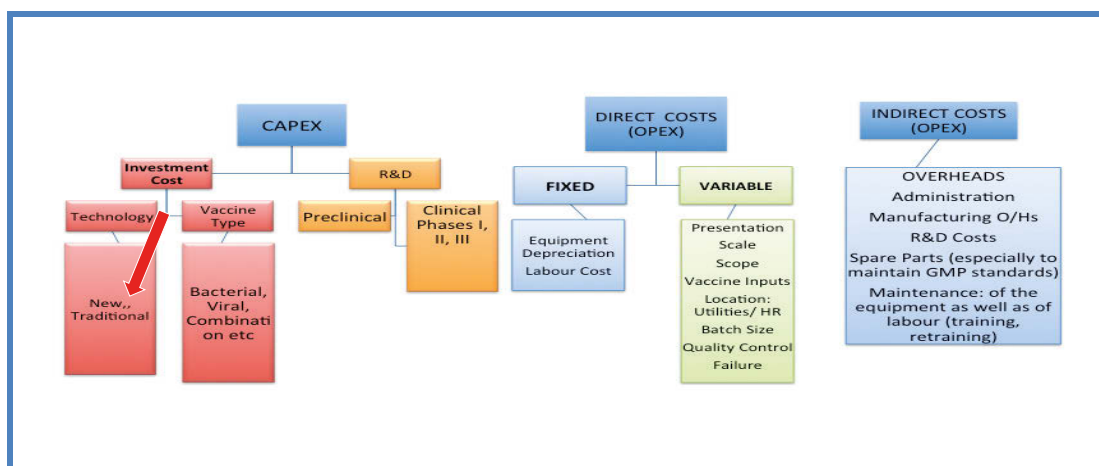 CAPEX
Investment
Cost
R&D
Technology
Vaccine
Type
Preclinical
Clinical
Phases I,
II, III
New,,
Traditional
Bacterial,
Viral,
Combinati
on etc
DIRECT COSTS
(OPEX)
FIXED
VARIABLE
Equipment
Depreciation
Labour Cost
Presentation
Scale
Scope
Vaccine Inputs
Location:
Utilities/ HR
Batch Size
Quality Control
Failure
INDIRECT COSTS
(OPEX)
OVERHEADS
Administration
Manufacturing O/Hs
R&D Costs
Spare Parts (especially to
maintain GMP standards)
Maintenance: of the
equipment as well as of
labour (training,
retraining)